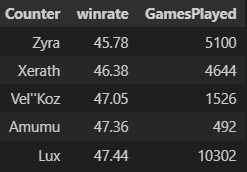 Counter winrate GamesPlayed
Zyra 45.78 5100
Xerath 46.38 4644
Vel''Koz 47.05 1526
Amumu 47.36 492
Lux 47.44 10302